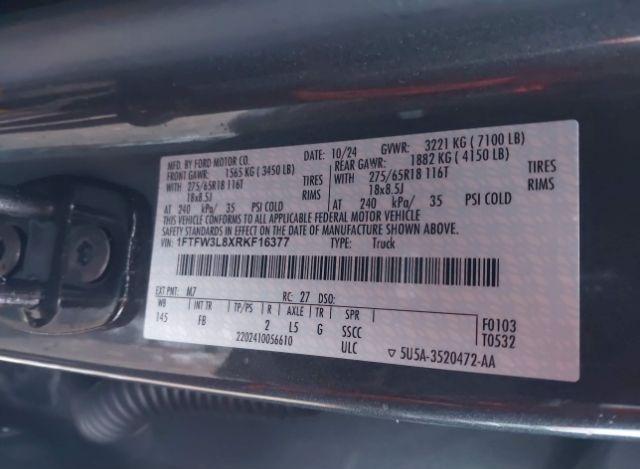 MFD. BY FORD MOTOR CO. DATE: 10/24 GVWR: 3221 KG (7100 LB)
FRONT GAWR: 1565 KG (3450 LB) REAR GAWR: 1882 KG (4150 LB)
WITH 275/65R18 116T TIRES WITH 275/65R18 116T TIRES
18x8.5J RIMS 18x8.5J RIMS
AT 240 kPa/ 35 PSI COLD AT 240 kPa/ 35 PSI COLD
THIS VEHICLE CONFORMS TO ALL APPLICABLE FEDERAL MOTOR VEHICLE
SAFETY STANDARDS IN EFFECT ON THE DATE OF MANUFACTURE SHOWN ABOVE.
VIN: 1FTFW3L8XRKF16377 TYPE: Truck
EXT PNT: M7 RC: 27 DSO:
WB INT TR TP/PS R AXLE TR SPR
145 FB 2 L5 G SSCC F0103
2202410056610 ULC T0532
▽ 5U5A-3520472-AA